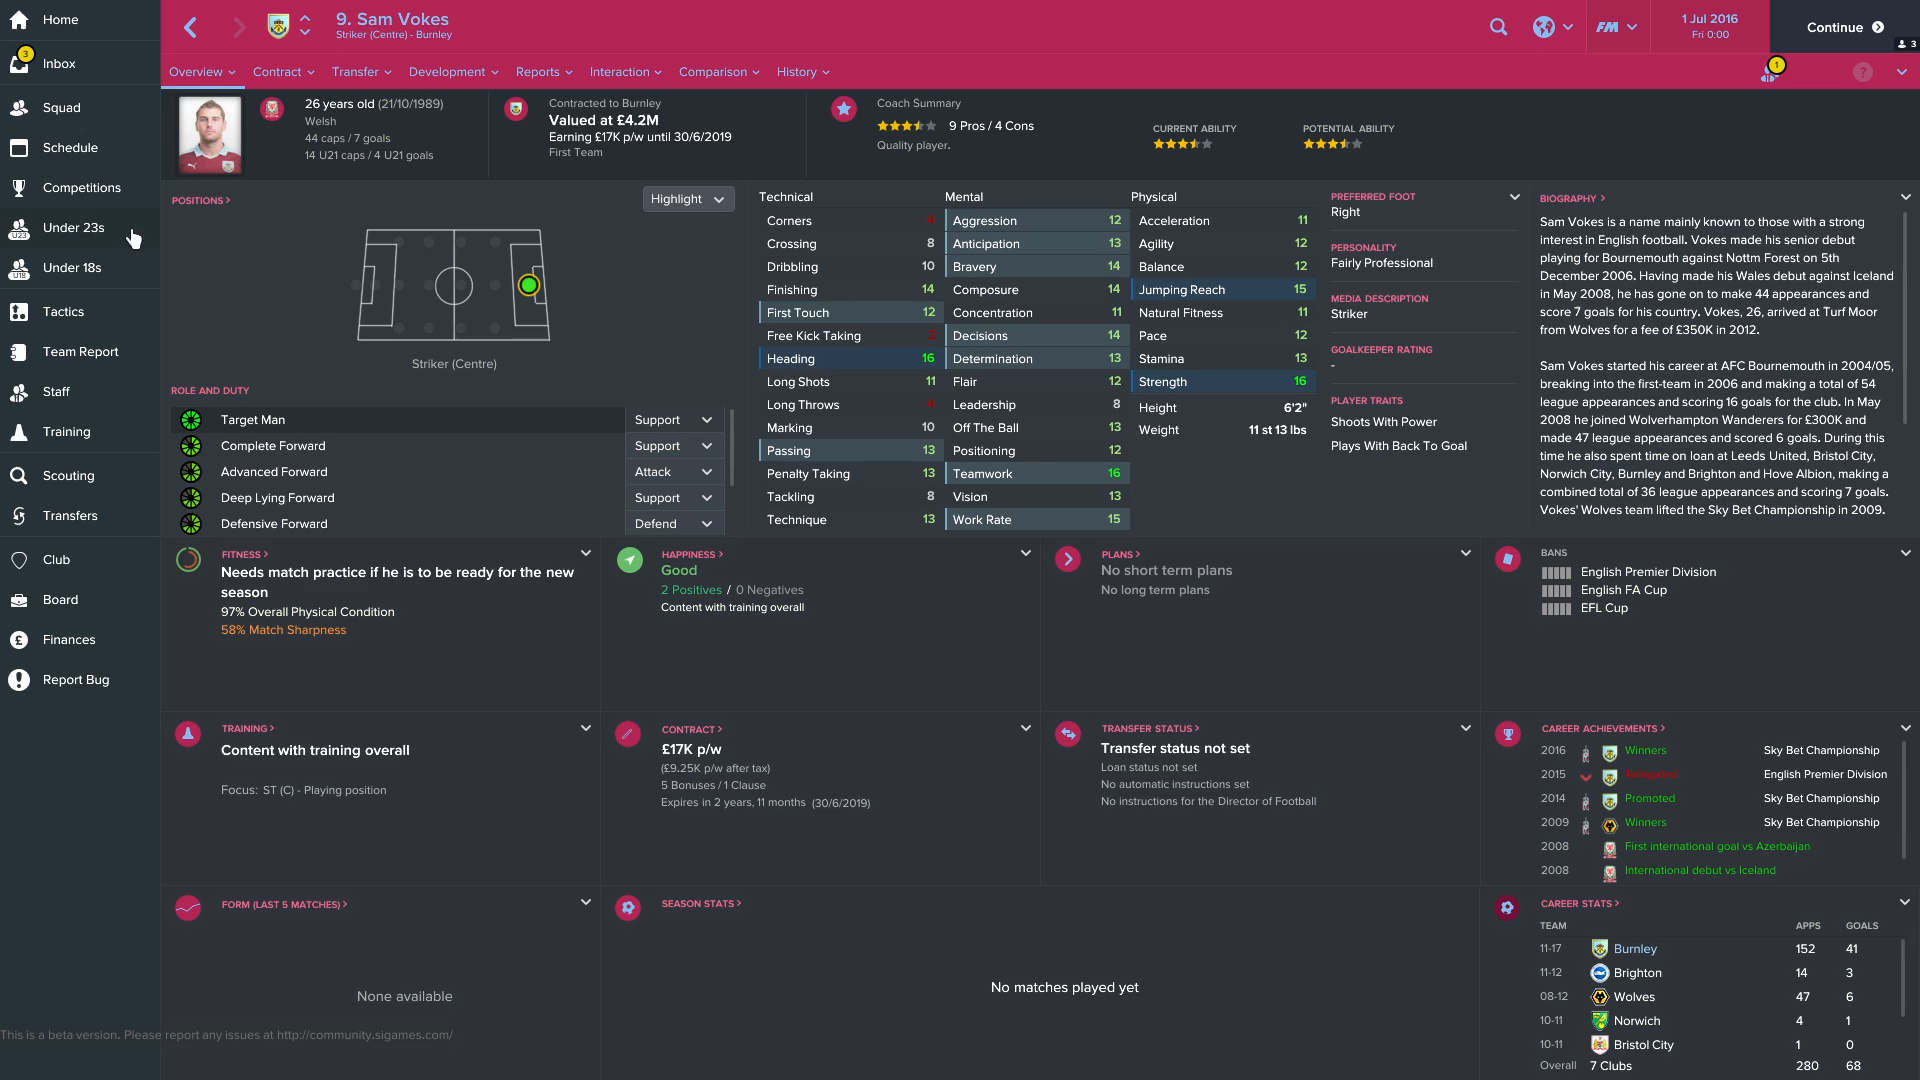 Home
Inbox
3
Squad
Schedule
Competitions
Under 23s
Under 18s
Tactics
Team Report
Staff
Training
Scouting
Transfers
Club
Board
Finances
Report Bug
9. Sam Vokes
Striker (Centre) - Burnley
FM
1 Jul 2016
Fri 0:00
Continue
3
Overview
Contract
Transfer
Development
Reports
Interaction
Comparison
History
1
?
26 years old (21/10/1989)
Welsh
44 caps / 7 goals
14 U21 caps / 4 U21 goals
Contracted to Burnley
Valued at £4.2M
Earning £17K p/w until 30/6/2019
First Team
Coach Summary
9 Pros / 4 Cons
Quality player.
CURRENT ABILITY
POTENTIAL ABILITY
POSITIONS >
Highlight
Striker (Centre)
ROLE AND DUTY
Target Man Support
Complete Forward Support
Advanced Forward Attack
Deep Lying Forward Support
Defensive Forward Defend
Technical
Corners
Crossing 8
Dribbling 10
Finishing 14
First Touch 12
Free Kick Taking
Heading 16
Long Shots 11
Long Throws
Marking 10
Passing 13
Penalty Taking 13
Tackling 8
Technique 13
Mental
Aggression 12
Anticipation 13
Bravery 14
Composure 14
Concentration 11
Decisions 14
Determination 13
Flair 12
Leadership 8
Off The Ball 13
Positioning 12
Teamwork 16
Vision 13
Work Rate 15
Physical
Acceleration 11
Agility 12
Balance 12
Jumping Reach 15
Natural Fitness 11
Pace 12
Stamina 13
Strength 16
Height 6'2"
Weight 11 st 13 lbs
PREFERRED FOOT
Right
PERSONALITY
Fairly Professional
MEDIA DESCRIPTION
Striker
GOALKEEPER RATING
-
PLAYER TRAITS
Shoots With Power
Plays With Back To Goal
BIOGRAPHY >
Sam Vokes is a name mainly known to those with a strong
interest in English football. Vokes made his senior debut
playing for Bournemouth against Nottm Forest on 5th
December 2006. Having made his Wales debut against Iceland
in May 2008, he has gone on to make 44 appearances and
score 7 goals for his country. Vokes, 26, arrived at Turf Moor
from Wolves for a fee of £350K in 2012.
Sam Vokes started his career at AFC Bournemouth in 2004/05,
breaking into the first-team in 2006 and making a total of 54
league appearances and scoring 16 goals for the club. In May
2008 he joined Wolverhampton Wanderers for £300K and
made 47 league appearances and scored 6 goals. During this
time he also spent time on loan at Leeds United, Bristol City,
Norwich City, Burnley and Brighton and Hove Albion, making a
combined total of 36 league appearances and scoring 7 goals.
Vokes' Wolves team lifted the Sky Bet Championship in 2009.
FITNESS >
Needs match practice if he is to be ready for the new
season
97% Overall Physical Condition
58% Match Sharpness
HAPPINESS >
Good
2 Positives / 0 Negatives
Content with training overall
PLANS >
No short term plans
No long term plans
BANS
English Premier Division
English FA Cup
EFL Cup
TRAINING >
Content with training overall
Focus: ST (C) - Playing position
CONTRACT >
£17K p/w
(£9.25K p/w after tax)
5 Bonuses / 1 Clause
Expires in 2 years, 11 months (30/6/2019)
TRANSFER STATUS >
Transfer status not set
Loan status not set
No automatic instructions set
No instructions for the Director of Football
CAREER ACHIEVEMENTS >
2016 Winners Sky Bet Championship
2015 Relegated English Premier Division
2014 Promoted Sky Bet Championship
2009 Winners Sky Bet Championship
2008 First international goal vs Azerbaijan
2008 International debut vs Iceland
FORM (LAST 5 MATCHES) >
None available
SEASON STATS >
No matches played yet
CAREER STATS >
TEAM APPS GOALS
11-17 Burnley 152 41
11-12 Brighton 14 3
08-12 Wolves 47 6
10-11 Norwich 4 1
10-11 Bristol City 1 0
Overall 7 Clubs 280 68
This is a beta version. Please report any issues at http://community.sigames.com/